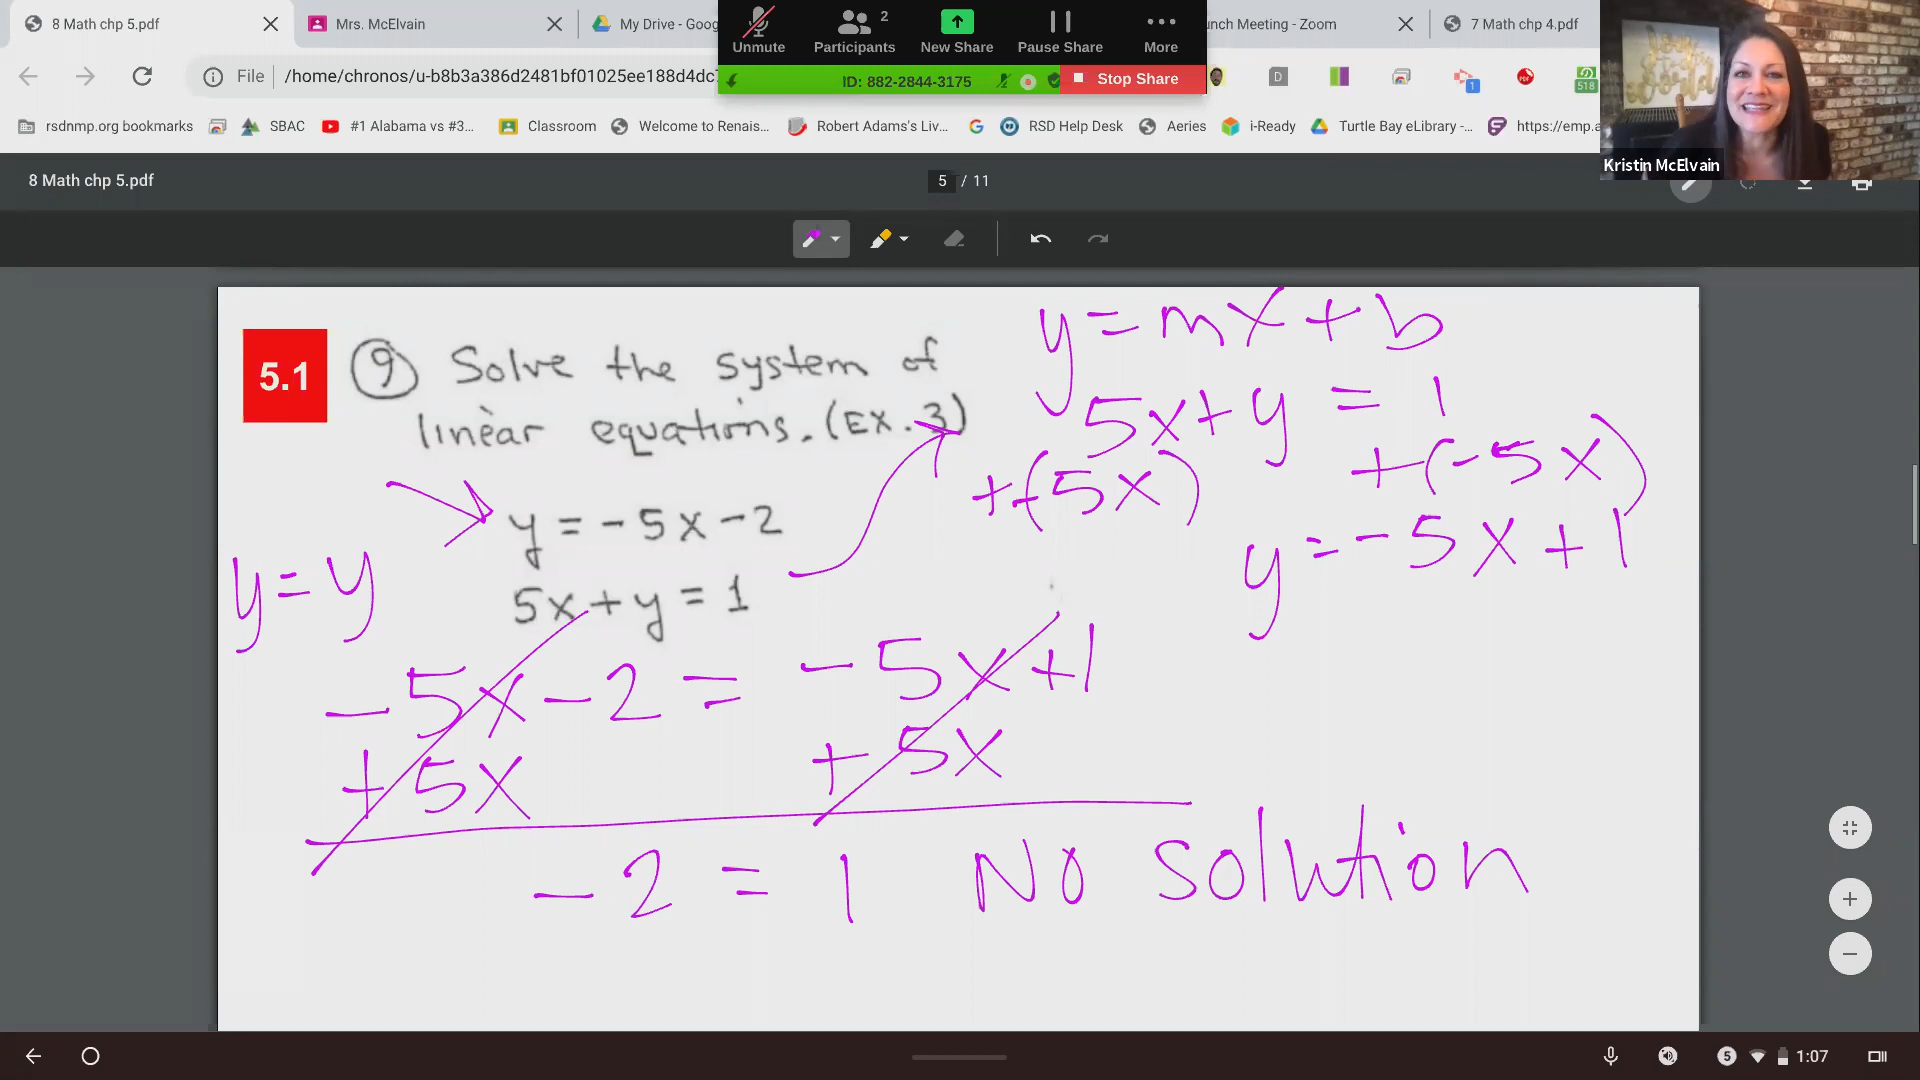 8 Math chp 5.pdf
Mrs. McElvain
My Drive - Goog
nch Meeting - Zoom
7 Math chp 4.pdf
Unmute
Participants 2
New Share
Pause Share
More
File
/home/chronos/u-b8b3a386d2481bf01025ee188d4dc7
ID: 882-2844-3175
Stop Share
D
1
PDF
518
rsdnmp.org bookmarks
SBAC
#1 Alabama vs #3...
Classroom
Welcome to Renais...
Robert Adams's Liv...
RSD Help Desk
Aeries
i-Ready
Turtle Bay eLibrary -...
https://emp.a
Kristin McElvain
8 Math chp 5.pdf
5 / 11
5.1
9 Solve the system of
linear equations. (EX. 3)
y = -5x-2
5x+y = 1
y = mx + b
5x+y = 1
+(-5x) +(-5x)
y = -5x+1
y = y
-5x-2 = -5x+1
+5x +5x
-2 = 1 No solution
5
1:07